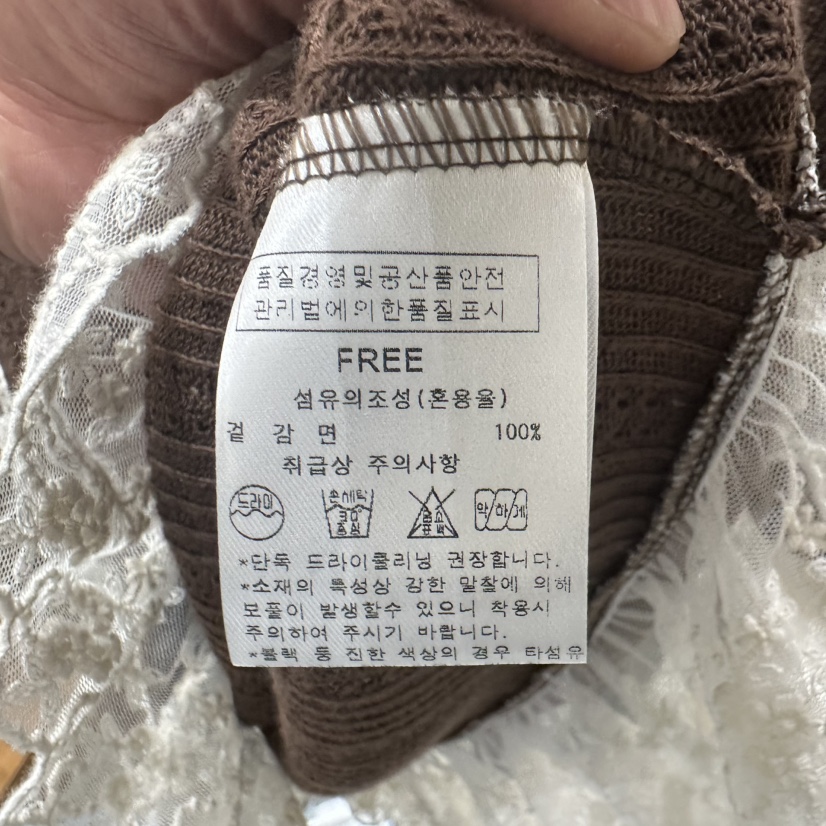 품질경영및공산품안전
관리법에의한품질표시
FREE
섬유의조성(혼용율)
겉 감 면 100%
취급상 주의사항
드라이 손세탁 30 중성 염소 표백 약하게
*단독 드라이클리닝 권장합니다.
*소재의 특성상 강한 말찰에 의해
보풀이 발생할수 있으니 착용시
주의하여 주시기 바랍니다.
*블랙 등 진한 색상의 경우 타섬유